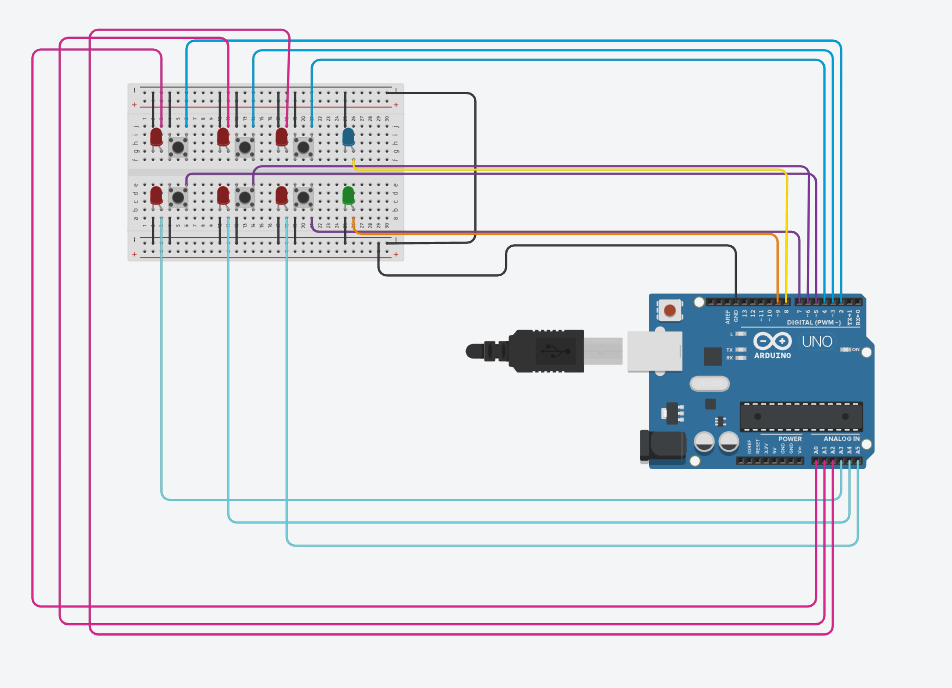 j
i
h
g
f
e
d
c
b
a
AREF
GND
13
12
~11
~10
~9
8
7
~6
~5
4
~3
2
TX→1
RX←0
DIGITAL (PWM~)
L
TX
RX
UNO
ARDUINO
ON
POWER
ANALOG IN
IOREF
RESET
3.3V
5V
GND
GND
Vin
A0
A1
A2
A3
A4
A5